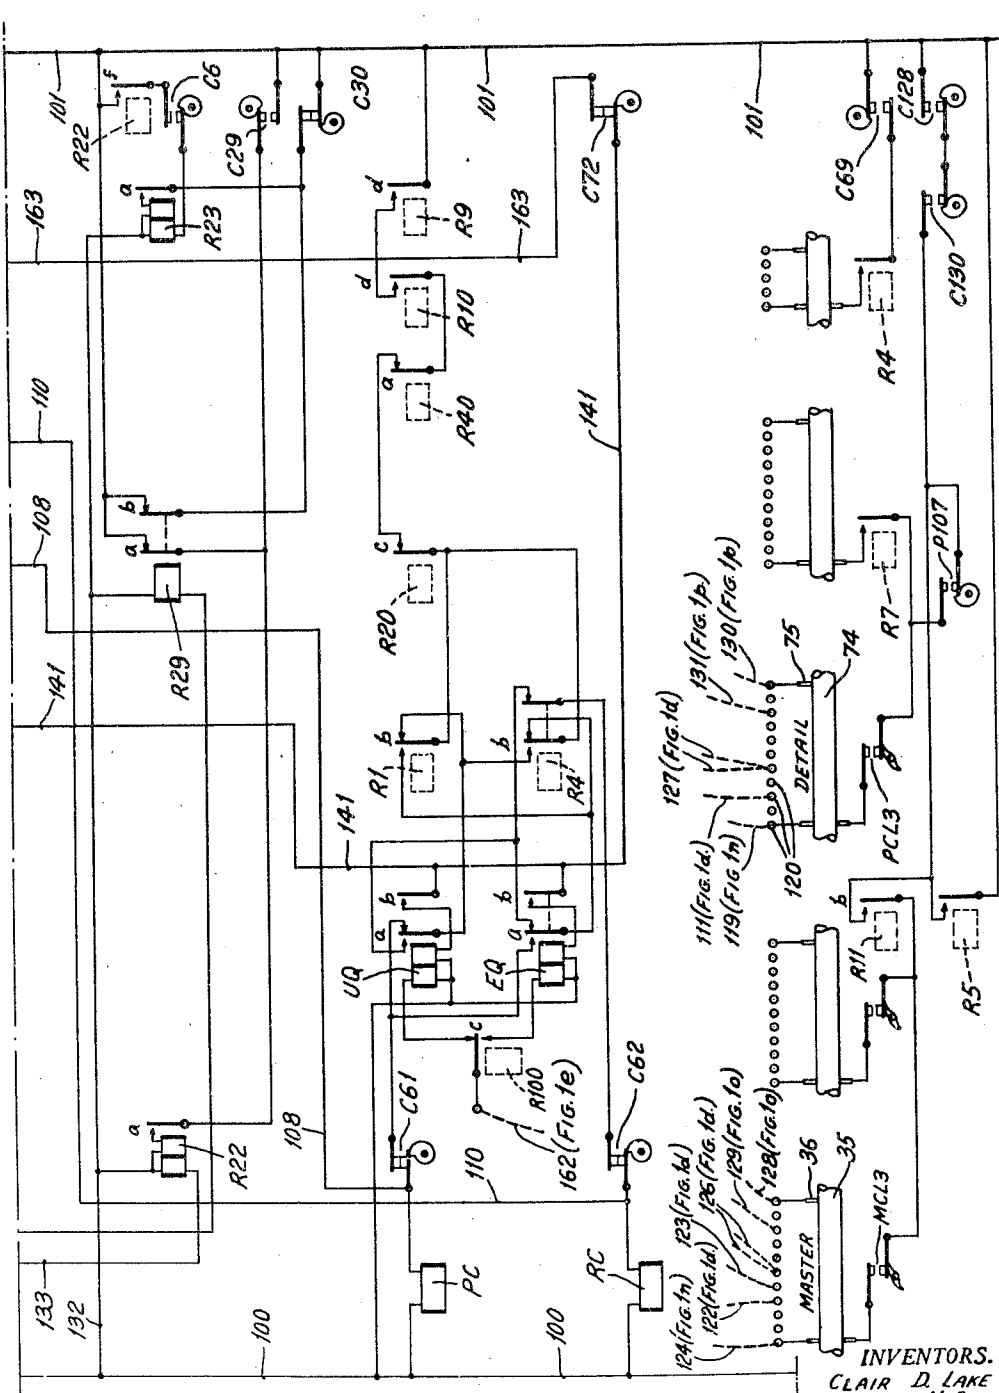 101
f
C6
R22
C29
C30
101
101
C128
C69
C72
a
R23
163
d
R9
163
C130
d
R10
R4
a
R40
110
141
b
108
a
c
P107
R29
R20
R7
130 (FIG. 1p)
131 (FIG. 1p.)
75
74
141
b
R1
b
R4
127 (FIG. 1d)
DETAIL
111 (FIG. 1d.)
119 (FIG. 1n)
120
PCL3
141
b
a
b
a
UQ
EQ
b
R11
R5
c
R100
162 (FIG. 1e)
C61
C62
a
R22
108
110
129 (FIG. 1o)
128 (FIG. 1o)
126 (FIG. 1d.)
123 (FIG. 1d)
122 (FIG. 1d.)
124 (FIG. 1n)
36
35
MASTER
MCL3
133
132
100
PC
RC
100
INVENTORS.
CLAIR D. LAKE